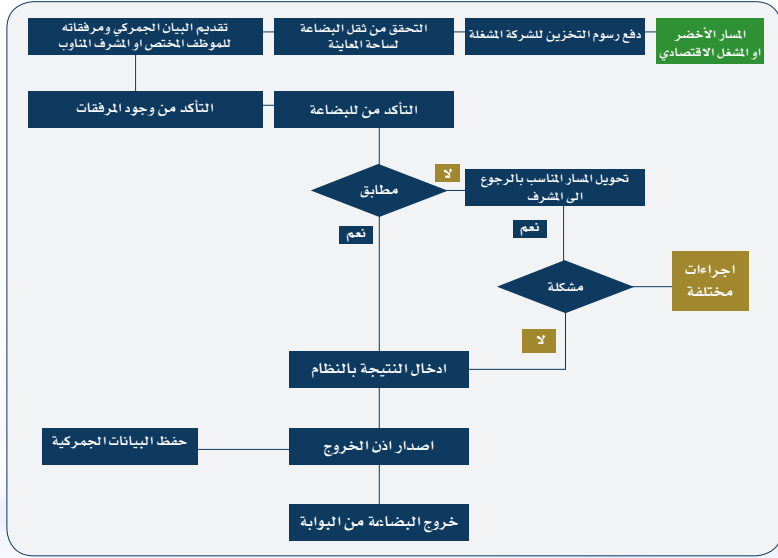 المسار الأخضر
او المشغل الاقتصادي
دفع رسوم التخزين للشركة المشغلة
التحقق من ثقل البضاعة
لساحة المعاينة
تقديم البيان الجمركي ومرفقاته
للموظف المختص او المشرف المناوب
التأكد من وجود المرفقات
التأكد من للبضاعة
مطابق
لا
تحويل المسار المناسب بالرجوع
الى المشرف
نعم
نعم
مشكلة
اجراءات
مختلفة
لا
ادخال النتيجة بالنظام
اصدار اذن الخروج
حفظ البيانات الجمركية
خروج البضاعة من البوابة